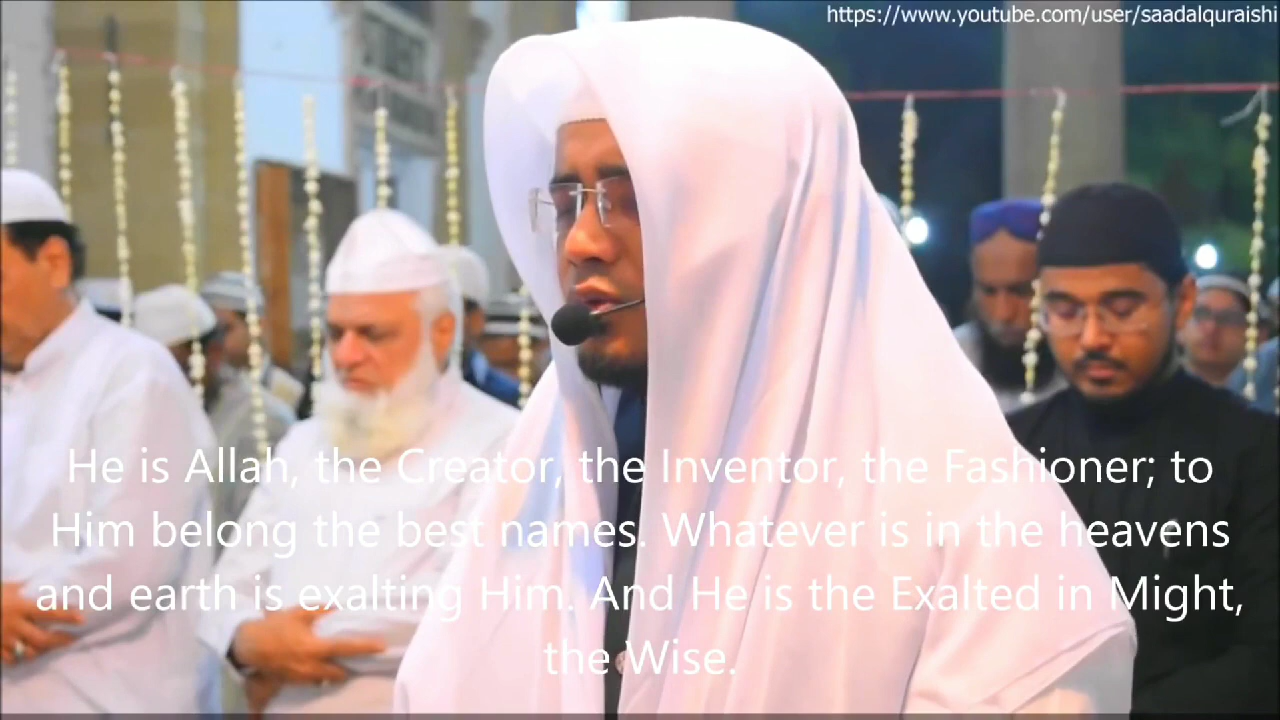 https://www.youtube.com/user/saadalquraishi
He is Allah, the Creator, the Inventor, the Fashioner; to
Him belong the best names. Whatever is in the heavens
and earth is exalting Him. And He is the Exalted in Might,
the Wise.